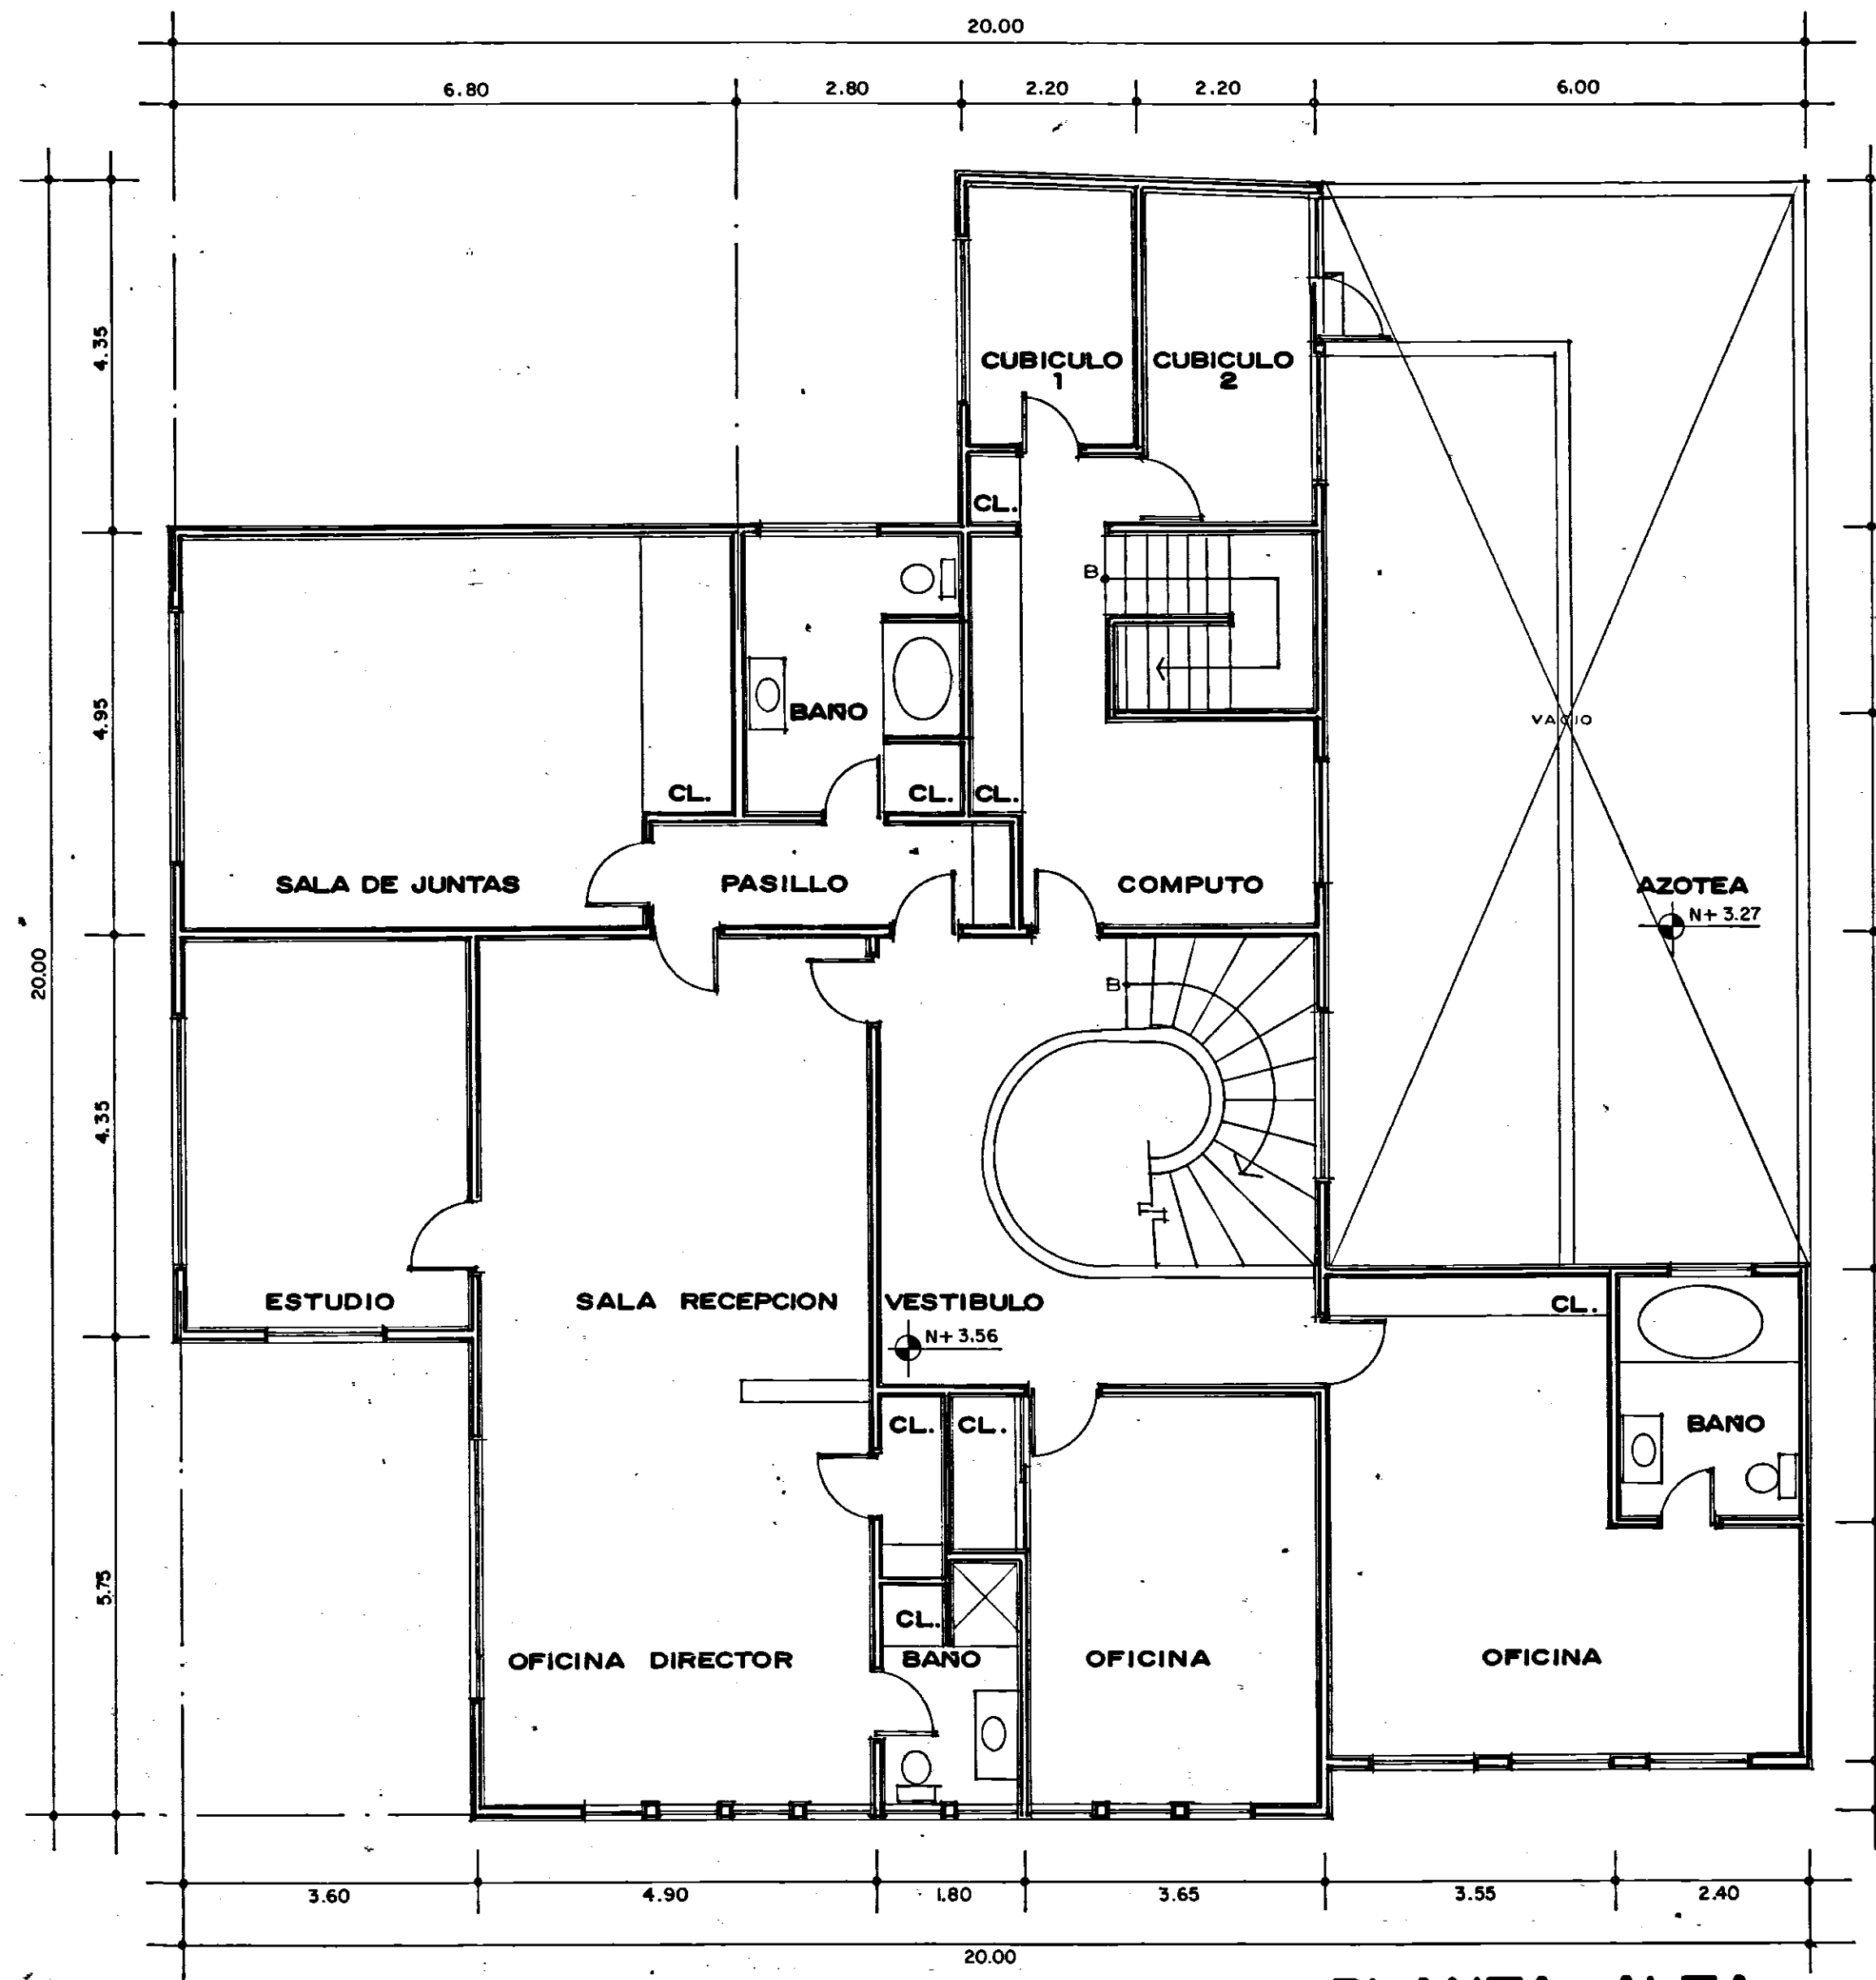 20.00
6.80 2.80 2.20 2.20 6.00
4.35
CUBICULO 1
CUBICULO 2
CL.
B
4.95
BAÑO
VACIO
CL. CL. CL.
SALA DE JUNTAS PASILLO COMPUTO AZOTEA
N+ 3.27
20.00
B
4.35
ESTUDIO SALA RECEPCION VESTIBULO CL.
N+ 3.56
CL. CL. BAÑO
5.75
CL.
OFICINA DIRECTOR BAÑO OFICINA OFICINA
3.60 4.90 1.80 3.65 3.55 2.40
20.00
PLANTA ALTA